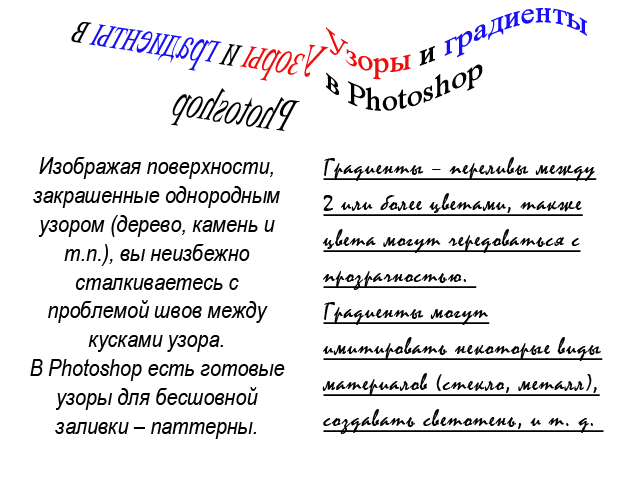 Узоры и градиенты в
Photoshop
Узоры и градиенты
в Photoshop
Изображая поверхности,
закрашенные однородным
узором (дерево, камень и
т.п.), вы неизбежно
сталкиваетесь с
проблемой швов между
кусками узора.
В Photoshop есть готовые
узоры для бесшовной
заливки – паттерны.
Градиенты – переливы между
2 или более цветами, также
цвета могут чередоваться с
прозрачностью.
Градиенты могут
имитировать некоторые виды
материалов (стекло, металл),
создавать светотень, и т. д.